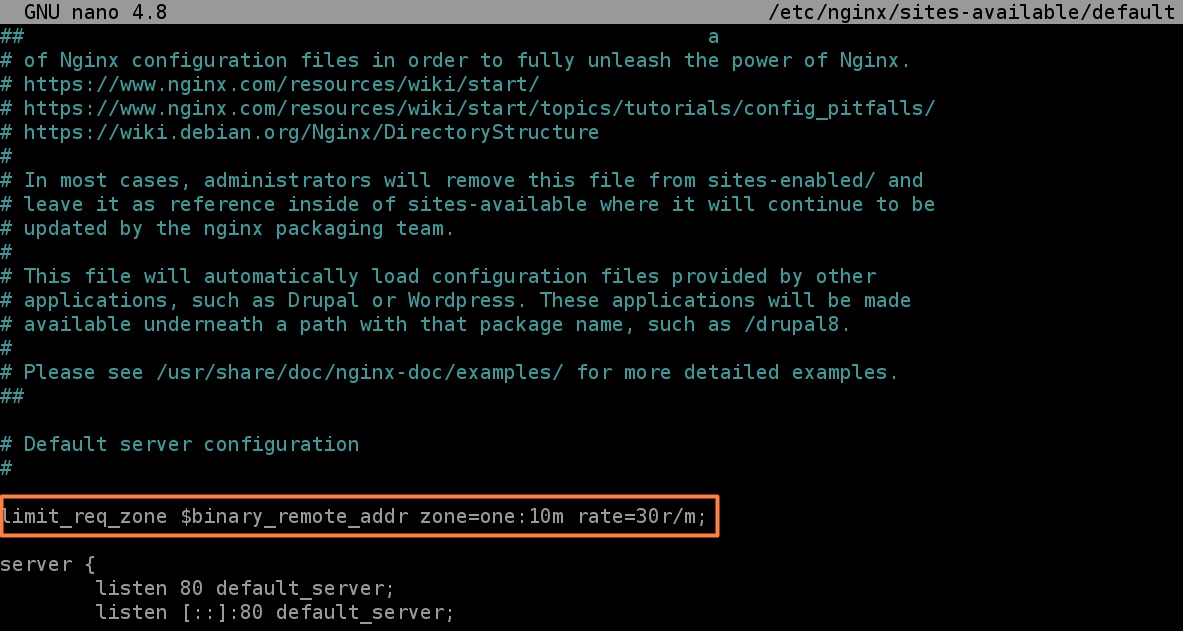 GNU nano 4.8 /etc/nginx/sites-available/default
## a
# of Nginx configuration files in order to fully unleash the power of Nginx.
# https://www.nginx.com/resources/wiki/start/
# https://www.nginx.com/resources/wiki/start/topics/tutorials/config_pitfalls/
# https://wiki.debian.org/Nginx/DirectoryStructure
#
# In most cases, administrators will remove this file from sites-enabled/ and
# leave it as reference inside of sites-available where it will continue to be
# updated by the nginx packaging team.
#
# This file will automatically load configuration files provided by other
# applications, such as Drupal or Wordpress. These applications will be made
# available underneath a path with that package name, such as /drupal8.
#
# Please see /usr/share/doc/nginx-doc/examples/ for more detailed examples.
##
# Default server configuration
#
limit_req_zone $binary_remote_addr zone=one:10m rate=30r/m;
server {
listen 80 default_server;
listen [::]:80 default_server;